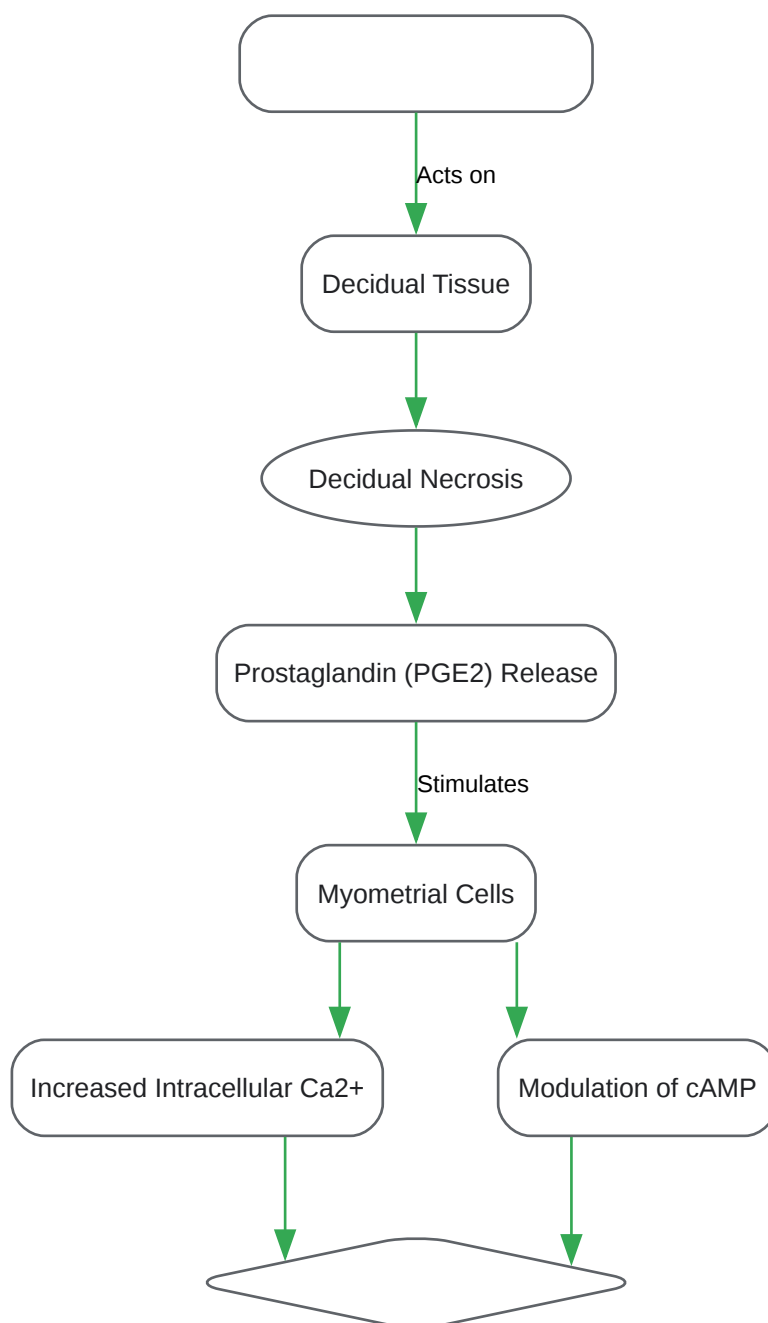 Acts on
Decidual Tissue
Decidual Necrosis
Prostaglandin (PGE2) Release
Stimulates
Myometrial Cells
Increased Intracellular Ca2+
Modulation of cAMP